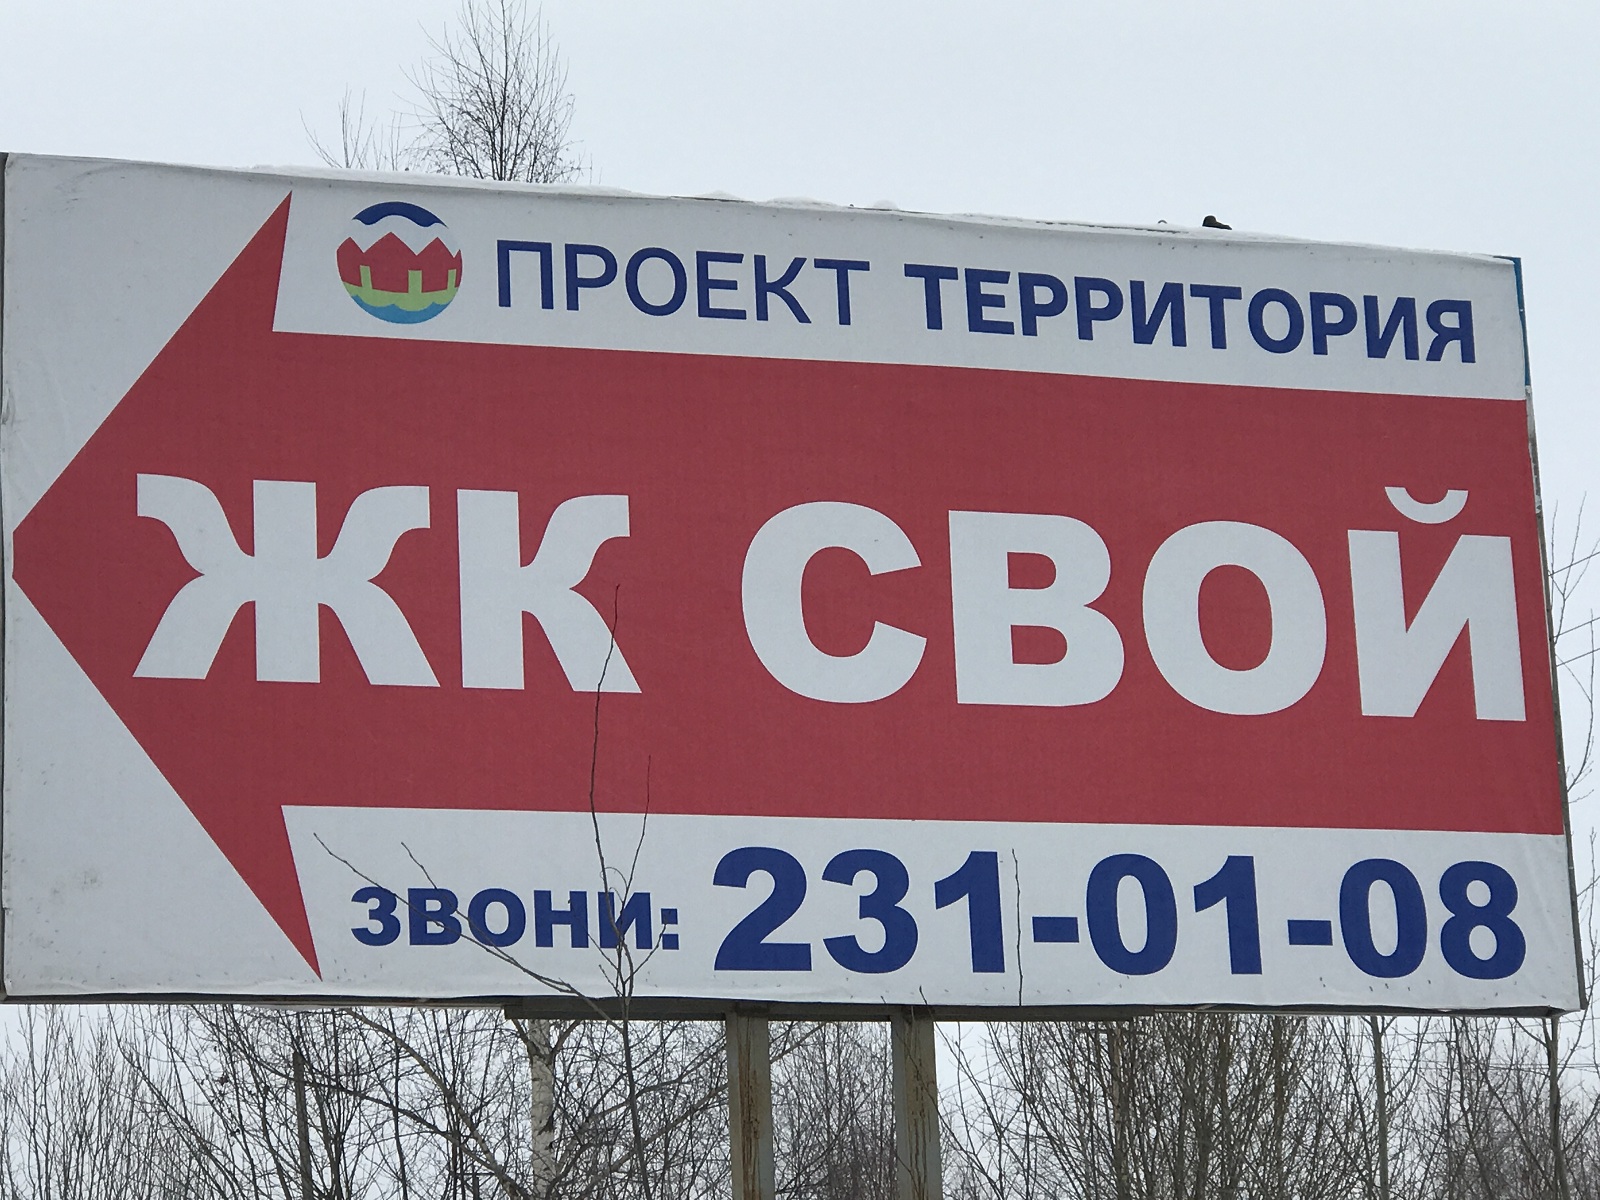 ПРОЕКТ ТЕРРИТОРИЯ
ЖК СВОЙ
ЗВОНИ: 231-01-08